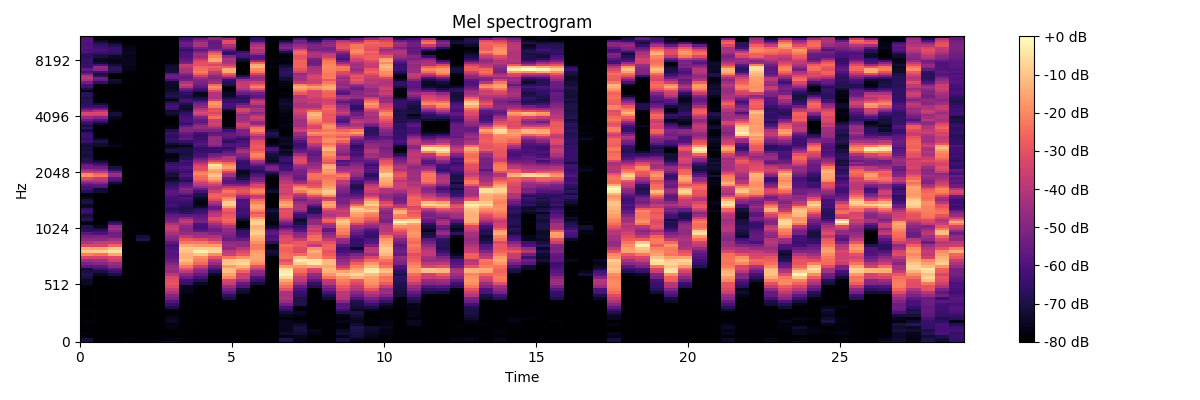 Mel spectrogram
8192
4096
2048
1024
512
0
Hz
0 5 10 15 20 25
Time
+0 dB
-10 dB
-20 dB
-30 dB
-40 dB
-50 dB
-60 dB
-70 dB
-80 dB